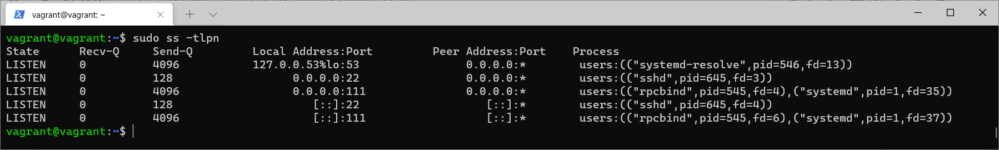 vagrant@vagrant: ~
vagrant@vagrant:~$ sudo ss -tlpn
State      Recv-Q     Send-Q         Local Address:Port         Peer Address:Port    Process
LISTEN     0          4096           127.0.0.53%lo:53                0.0.0.0:*        users:(("systemd-resolve",pid=546,fd=13))
LISTEN     0          128                  0.0.0.0:22                0.0.0.0:*        users:(("sshd",pid=645,fd=3))
LISTEN     0          4096                 0.0.0.0:111               0.0.0.0:*        users:(("rpcbind",pid=545,fd=4),("systemd",pid=1,fd=35))
LISTEN     0          128                     [::]:22                   [::]:*        users:(("sshd",pid=645,fd=4))
LISTEN     0          4096                    [::]:111                  [::]:*        users:(("rpcbind",pid=545,fd=6),("systemd",pid=1,fd=37))
vagrant@vagrant:~$